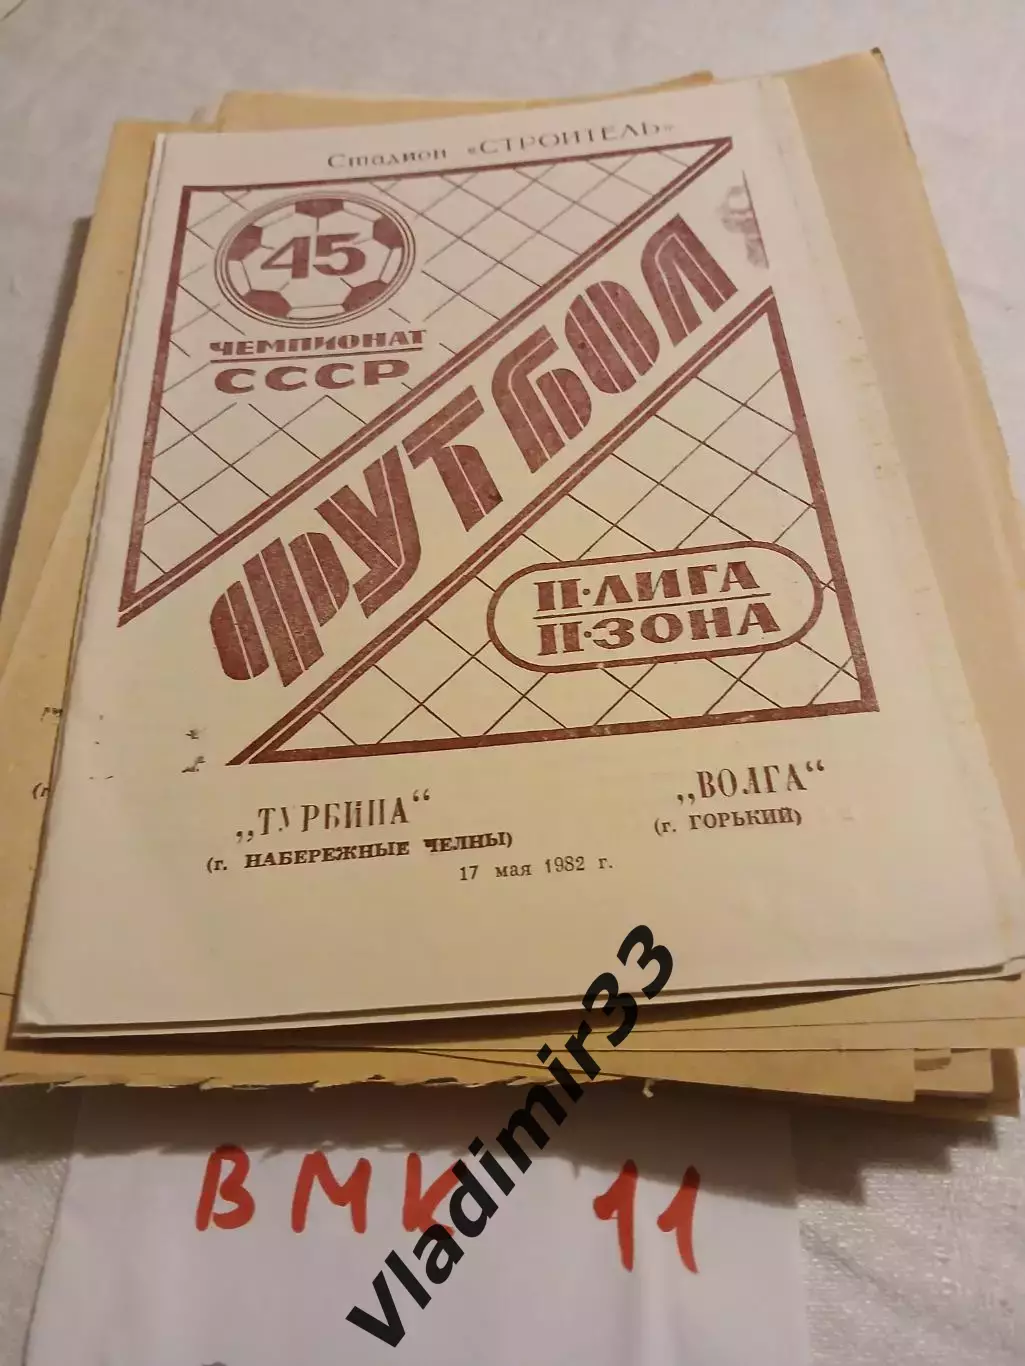 Стадион «СТРОИТЕЛЬ»
45
ЧЕМПИОНАТ
СССР
ФУТБОЛ
II·ЛИГА
II·ЗОНА
„ТУРБИНА“
(г. НАБЕРЕЖНЫЕ ЧЕЛНЫ)
„ВОЛГА“
(г. ГОРЬКИЙ)
17 мая 1982 г.
ВМК 11
Vladimir33